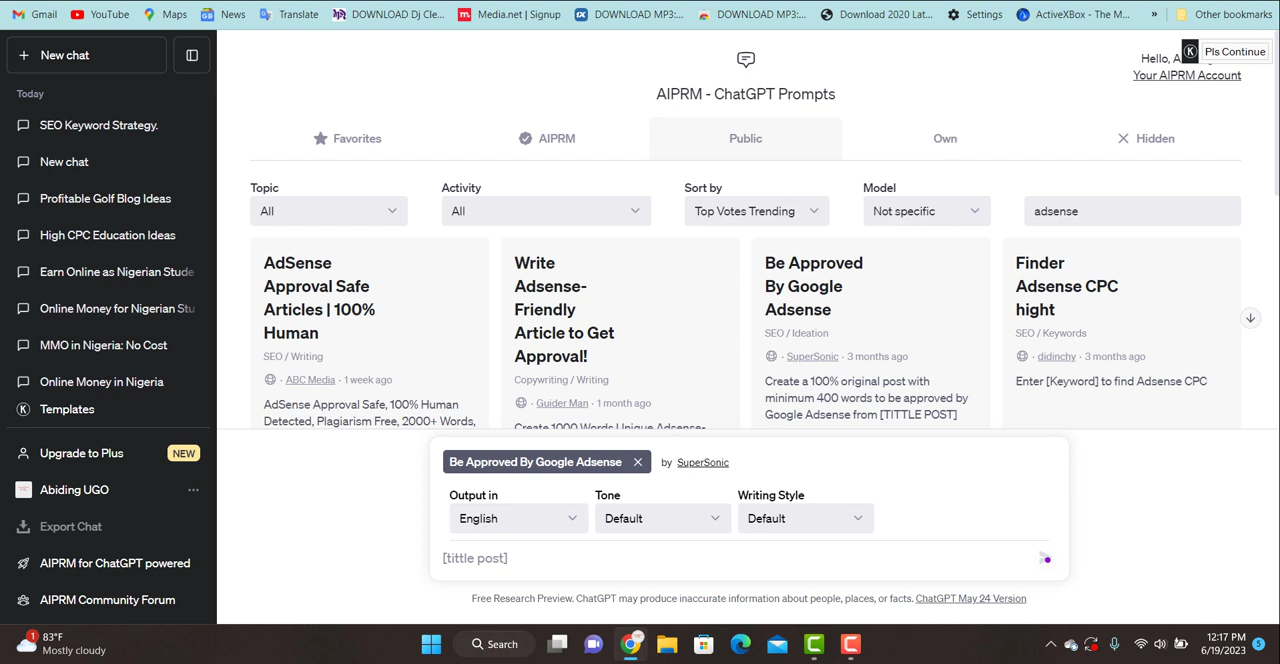 Gmail
YouTube
Maps
News
Translate
DOWNLOAD Dj Cle...
Media.net | Signup
DOWNLOAD MP3:...
DOWNLOAD MP3:...
Download 2020 Lat...
Settings
ActiveXBox - The M...
»
Other bookmarks
+ New chat
Today
SEO Keyword Strategy.
New chat
Profitable Golf Blog Ideas
High CPC Education Ideas
Earn Online as Nigerian Stude
Online Money for Nigerian Stu
MMO in Nigeria: No Cost
Online Money in Nigeria
K Templates
Upgrade to Plus NEW
Abiding UGO ...
Export Chat
AIPRM for ChatGPT powered
AIPRM Community Forum
AIPRM - ChatGPT Prompts
Hello, A
K Pls Continue
Your AIPRM Account
Favorites
AIPRM
Public
Own
Hidden
Topic
All
Activity
All
Sort by
Top Votes Trending
Model
Not specific
adsense
AdSense
Approval Safe
Articles | 100%
Human
SEO / Writing
· ABC Media · 1 week ago
AdSense Approval Safe, 100% Human
Detected, Plagiarism Free, 2000+ Words,
Write
Adsense-
Friendly
Article to Get
Approval!
Copywriting / Writing
· Guider Man · 1 month ago
Create 1000 Words Unique Adsense-
Be Approved
By Google
Adsense
SEO / Ideation
· SuperSonic · 3 months ago
Create a 100% original post with
minimum 400 words to be approved by
Google Adsense from [TITTLE POST]
Finder
Adsense CPC
hight
SEO / Keywords
· didinchy · 3 months ago
Enter [Keyword] to find Adsense CPC
Be Approved By Google Adsense
by SuperSonic
Output in
English
Tone
Default
Writing Style
Default
[tittle post]
Free Research Preview. ChatGPT may produce inaccurate information about people, places, or facts. ChatGPT May 24 Version
1
83°F
Mostly cloudy
Search
12:17 PM
6/19/2023
5